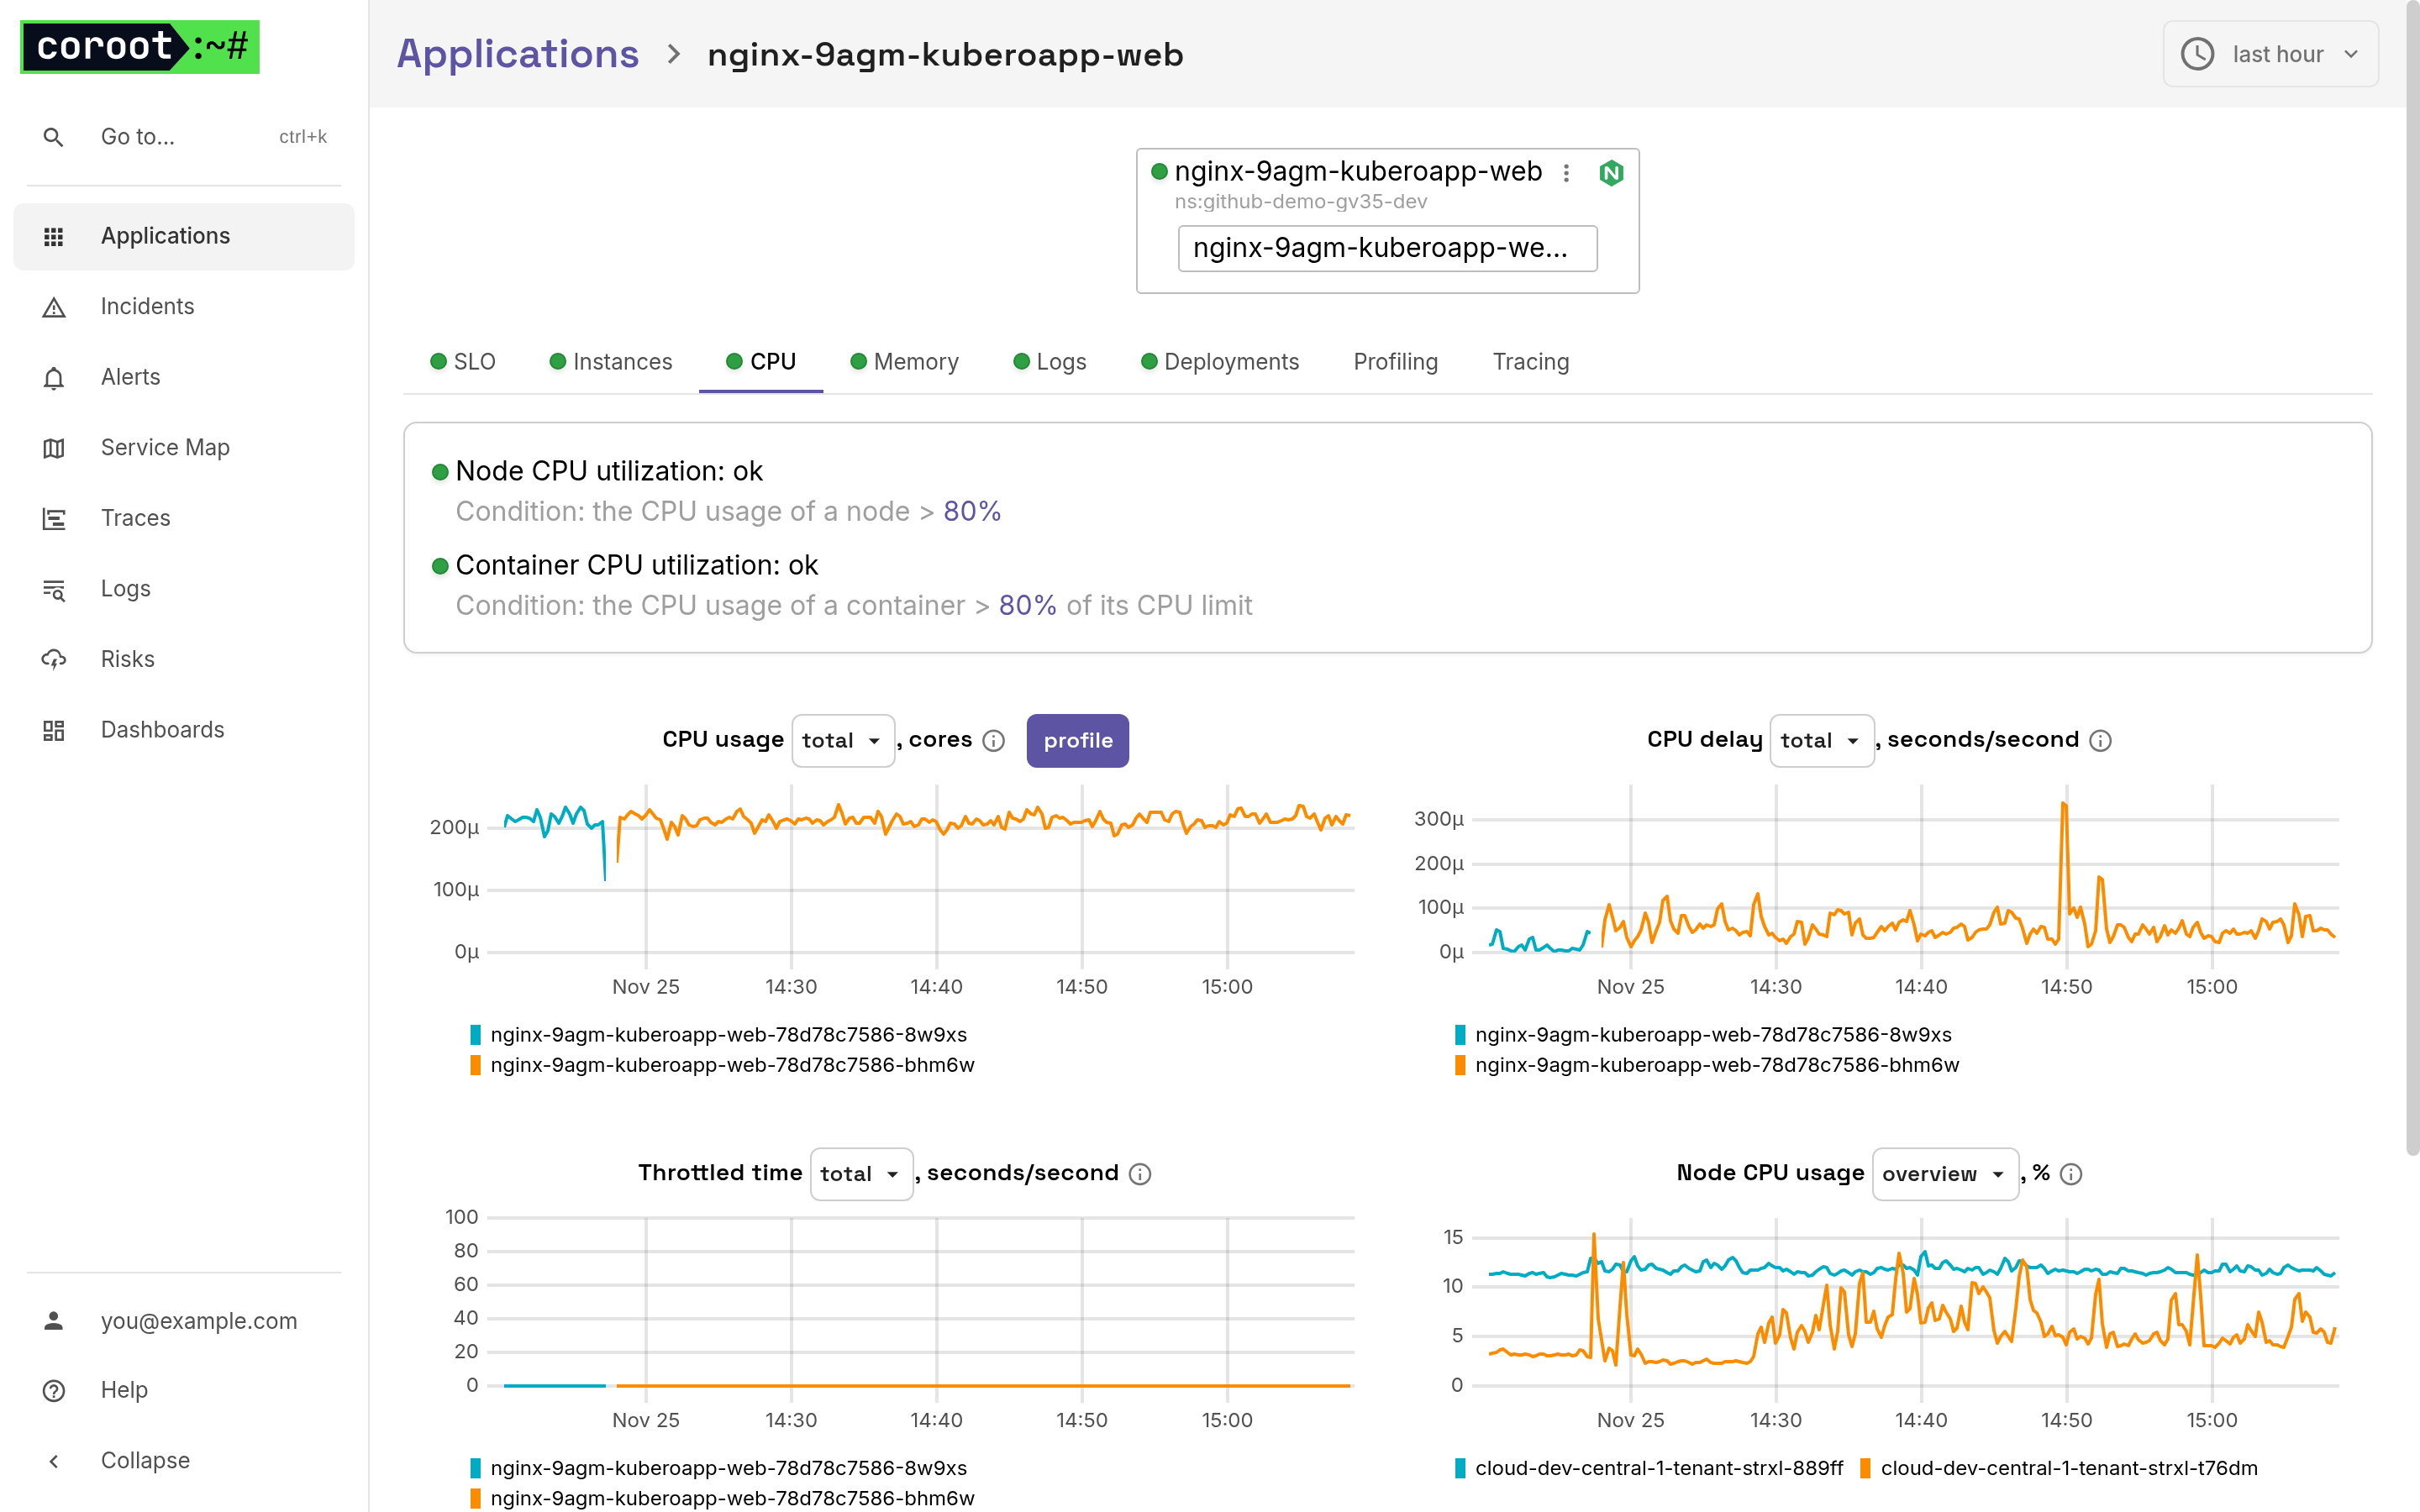 coroot:~#
Applications > nginx-9agm-kuberoapp-web
last hour
Go to...
ctrl+k
Applications
Incidents
Alerts
Service Map
Traces
Logs
Risks
Dashboards
you@example.com
Help
Collapse
nginx-9agm-kuberoapp-web
ns:github-demo-gv35-dev
nginx-9agm-kuberoapp-we...
SLO Instances CPU Memory Logs Deployments Profiling Tracing
Node CPU utilization: ok
Condition: the CPU usage of a node > 80%
Container CPU utilization: ok
Condition: the CPU usage of a container > 80% of its CPU limit
CPU usage total , cores profile
200µ
100µ
0µ
Nov 25 14:30 14:40 14:50 15:00
nginx-9agm-kuberoapp-web-78d78c7586-8w9xs
nginx-9agm-kuberoapp-web-78d78c7586-bhm6w
CPU delay total , seconds/second
300µ
200µ
100µ
0µ
Nov 25 14:30 14:40 14:50 15:00
nginx-9agm-kuberoapp-web-78d78c7586-8w9xs
nginx-9agm-kuberoapp-web-78d78c7586-bhm6w
Throttled time total , seconds/second
100
80
60
40
20
0
Nov 25 14:30 14:40 14:50 15:00
nginx-9agm-kuberoapp-web-78d78c7586-8w9xs
nginx-9agm-kuberoapp-web-78d78c7586-bhm6w
Node CPU usage overview , %
15
10
5
0
Nov 25 14:30 14:40 14:50 15:00
cloud-dev-central-1-tenant-strxl-889ff cloud-dev-central-1-tenant-strxl-t76dm